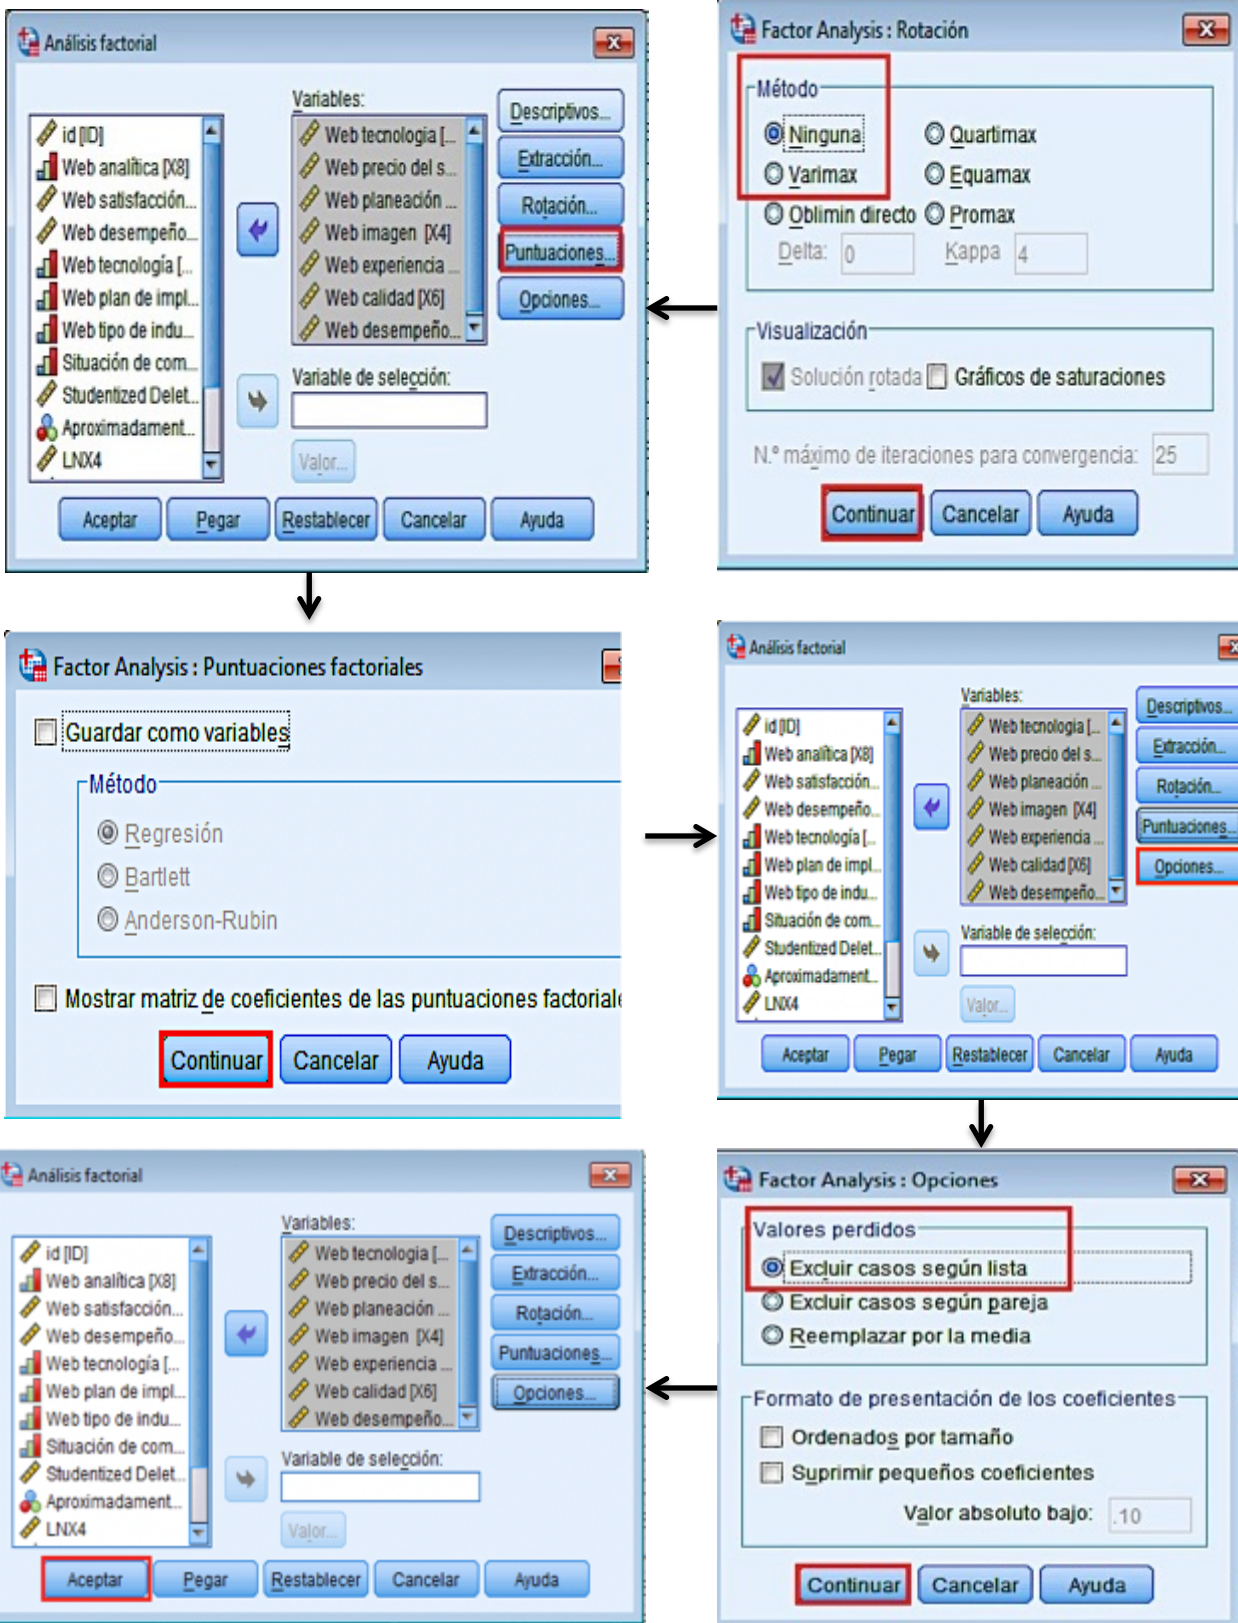 Análisis factorial
Variables:
id [ID]
Web analítica [X8]
Web satisfacción...
Web desempeño...
Web tecnología [...
Web plan de impl...
Web tipo de indu...
Situación de com...
Studentized Delet...
Aproximadament...
LNX4
Web tecnologia [...
Web precio del s...
Web planeación ...
Web imagen [X4]
Web experiencia ...
Web calidad [X6]
Web desempeño...
Variable de selección:
Valor...
Descriptivos...
Extracción...
Rotación...
Puntuaciones...
Opciones...
Aceptar Pegar Restablecer Cancelar Ayuda
Factor Analysis : Rotación
Método
Ninguna Quartimax
Varimax Equamax
Oblimin directo Promax
Delta: 0 Kappa 4
Visualización
Solución rotada Gráficos de saturaciones
N.º máximo de iteraciones para convergencia: 25
Continuar Cancelar Ayuda
Factor Analysis : Puntuaciones factoriales
Guardar como variables
Método
Regresión
Bartlett
Anderson-Rubin
Mostrar matriz de coeficientes de las puntuaciones factoriale
Continuar Cancelar Ayuda
Análisis factorial
Variables:
id [ID]
Web analítica [X8]
Web satisfacción...
Web desempeño...
Web tecnología [...
Web plan de impl...
Web tipo de indu...
Situación de com...
Studentized Delet...
Aproximadament...
LNX4
Web tecnologia [...
Web precio del s...
Web planeación ...
Web imagen [X4]
Web experiencia ...
Web calidad [X6]
Web desempeño...
Variable de selección:
Valor...
Descriptivos...
Extracción...
Rotación...
Puntuaciones...
Opciones...
Aceptar Pegar Restablecer Cancelar Ayuda
Análisis factorial
Variables:
id [ID]
Web analítica [X8]
Web satisfacción...
Web desempeño...
Web tecnología [...
Web plan de impl...
Web tipo de indu...
Situación de com...
Studentized Delet...
Aproximadament...
LNX4
Web tecnologia [...
Web precio del s...
Web planeación ...
Web imagen [X4]
Web experiencia ...
Web calidad [X6]
Web desempeño...
Variable de selección:
Valor...
Descriptivos...
Extracción...
Rotación...
Puntuaciones...
Opciones...
Aceptar Pegar Restablecer Cancelar Ayuda
Factor Analysis : Opciones
Valores perdidos
Excluir casos según lista
Excluir casos según pareja
Reemplazar por la media
Formato de presentación de los coeficientes
Ordenados por tamaño
Suprimir pequeños coeficientes
Valor absoluto bajo: .10
Continuar Cancelar Ayuda